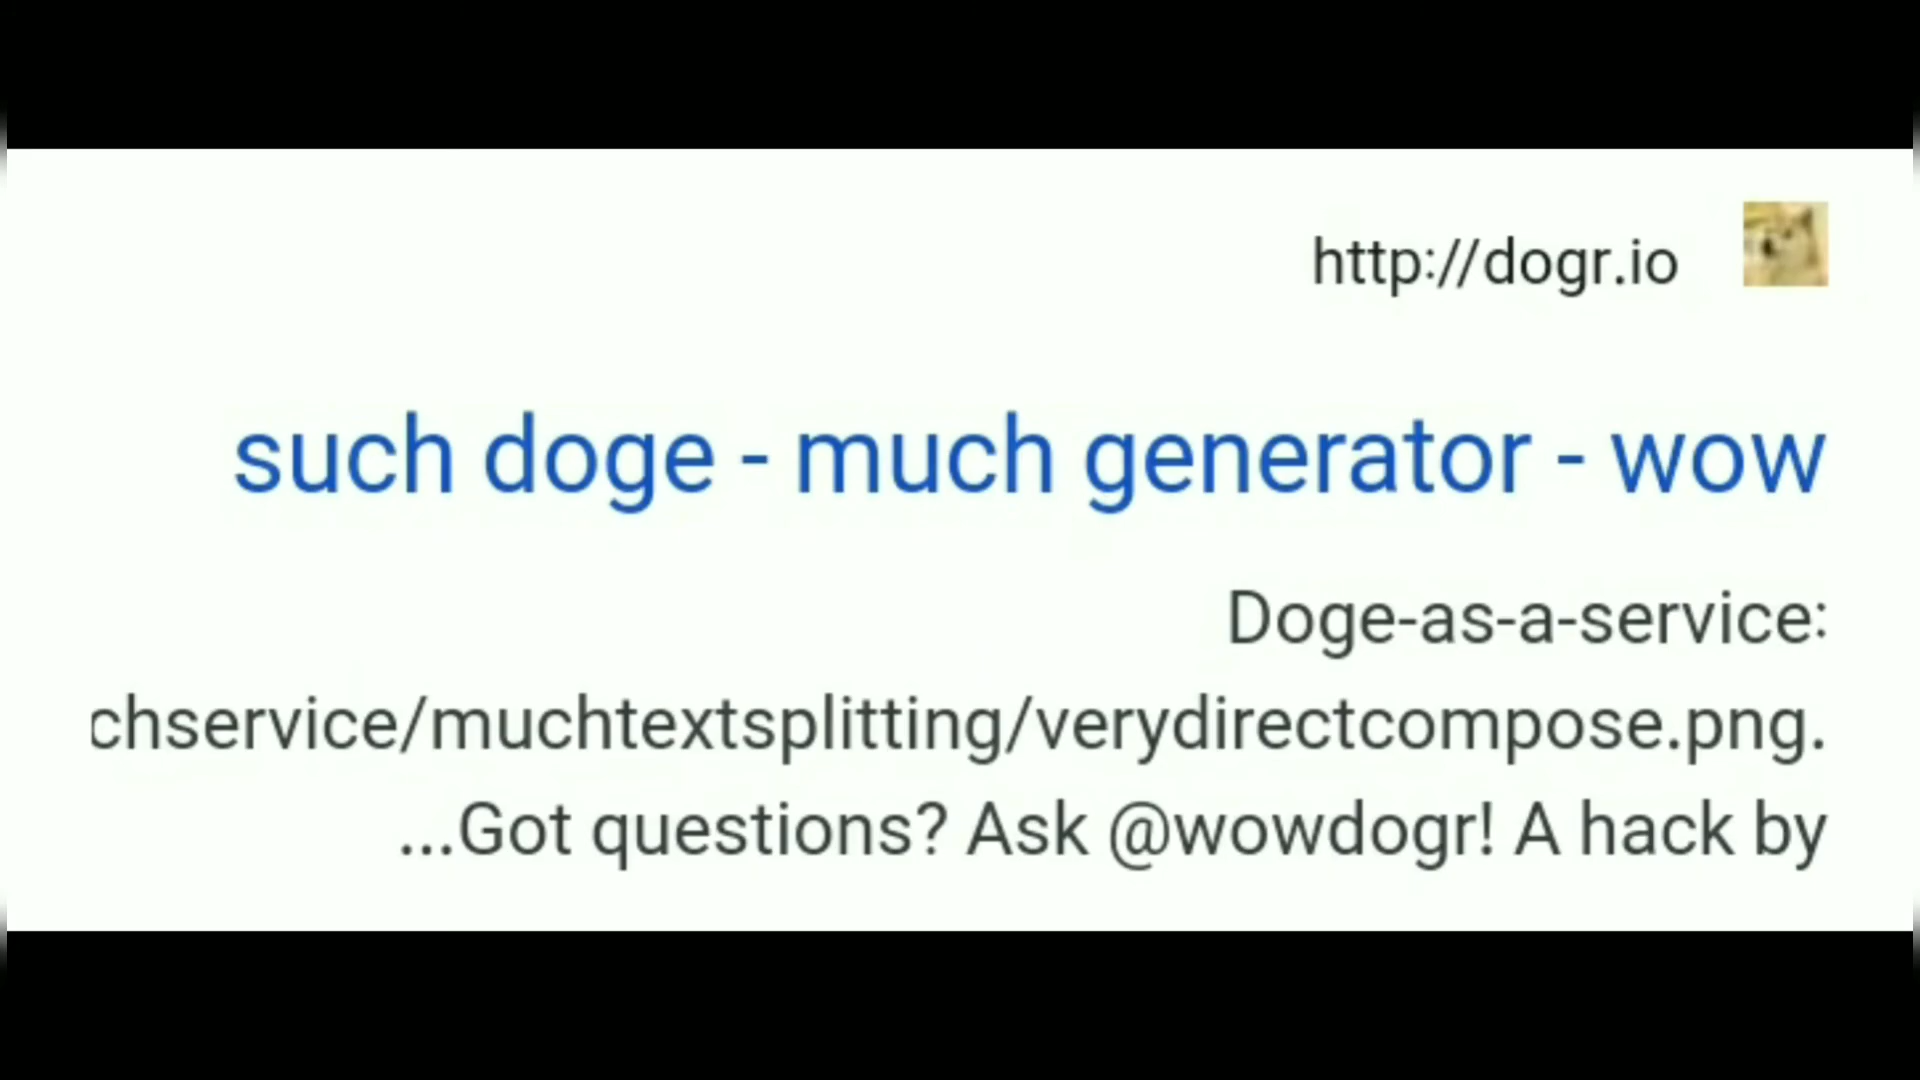 http://dogr.io
such doge - much generator - wow
Doge-as-a-service:
chservice/muchtextsplitting/verydirectcompose.png.
...Got questions? Ask @wowdogr! A hack by